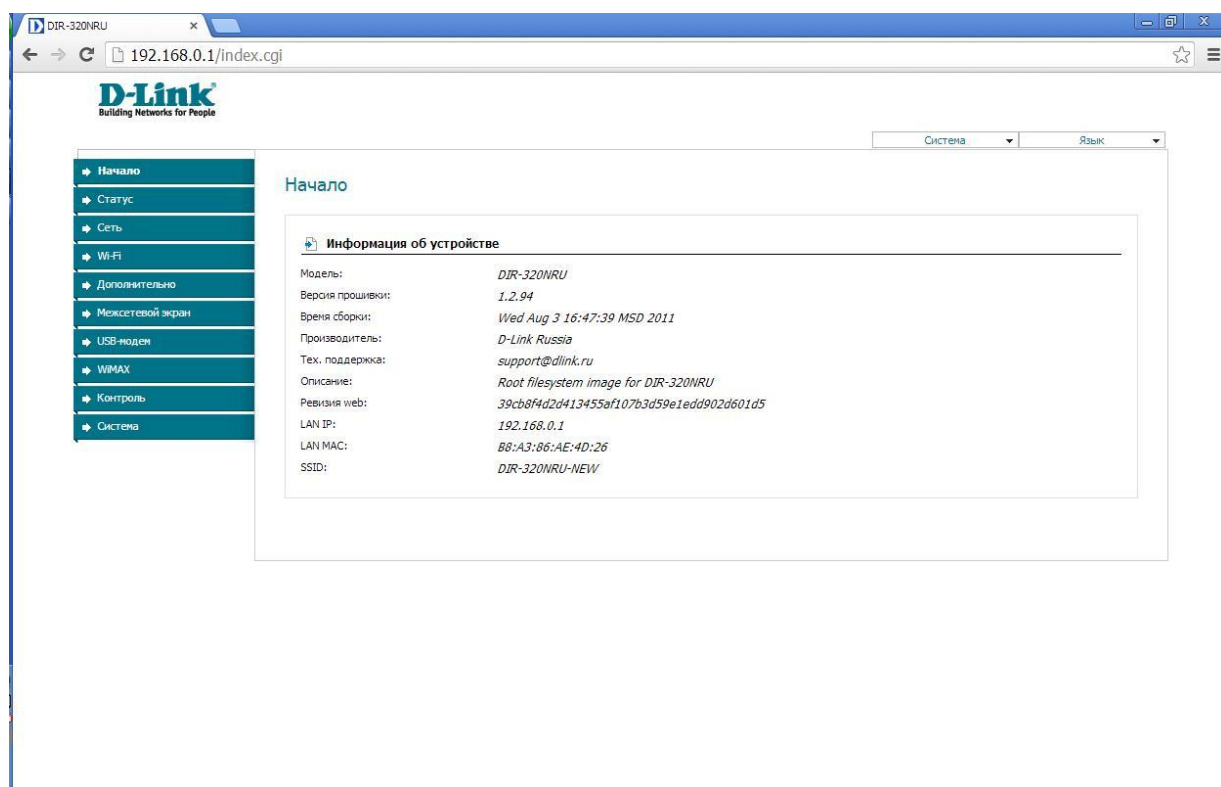 DIR-320NRU
192.168.0.1/index.cgi
D-Link
Building Networks for People
Система
Язык
Начало
Статус
Сеть
Wi-Fi
Дополнительно
Межсетевой экран
USB-модем
WiMAX
Контроль
Система
Начало
Информация об устройстве
Модель: DIR-320NRU
Версия прошивки: 1.2.94
Время сборки: Wed Aug 3 16:47:39 MSD 2011
Производитель: D-Link Russia
Тех. поддержка: support@dlink.ru
Описание: Root filesystem image for DIR-320NRU
Ревизия web: 39cb8f4d2d413455af107b3d59e1edd902d601d5
LAN IP: 192.168.0.1
LAN MAC: B8:A3:86:AE:4D:26
SSID: DIR-320NRU-NEW